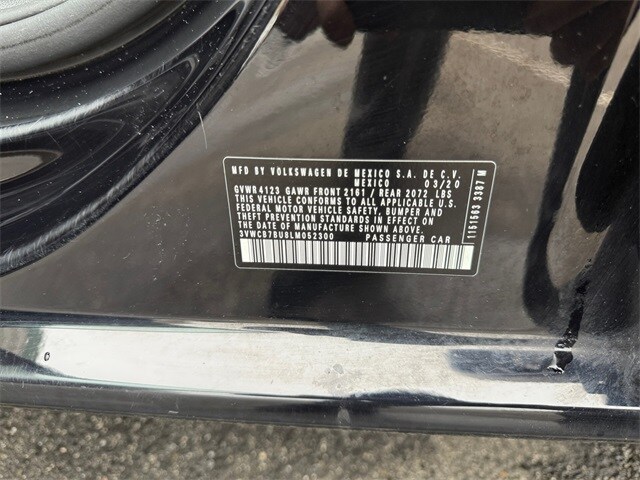 MFD BY VOLKSWAGEN DE MEXICO S.A. DE C.V.
MEXICO 03/20
GVWR 4123 GAWR FRONT 2161 / REAR 2072 LBS
THIS VEHICLE CONFORMS TO ALL APPLICABLE U.S.
FEDERAL MOTOR VEHICLE SAFETY, BUMPER AND
THEFT PREVENTION STANDARDS IN EFFECT ON
THE DATE OF MANUFACTURE SHOWN ABOVE.
3VWCB7BU8LM052300 PASSENGER CAR
1151563 3387 M